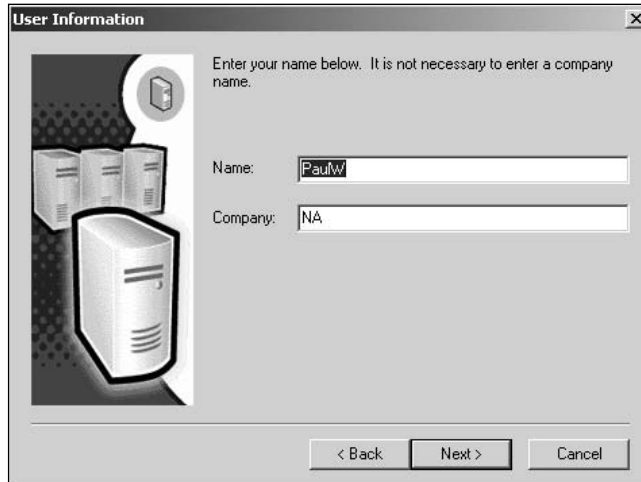 User Information
Enter your name below. It is not necessary to enter a company
name.
Name: PaulW
Company: NA
< Back Next > Cancel